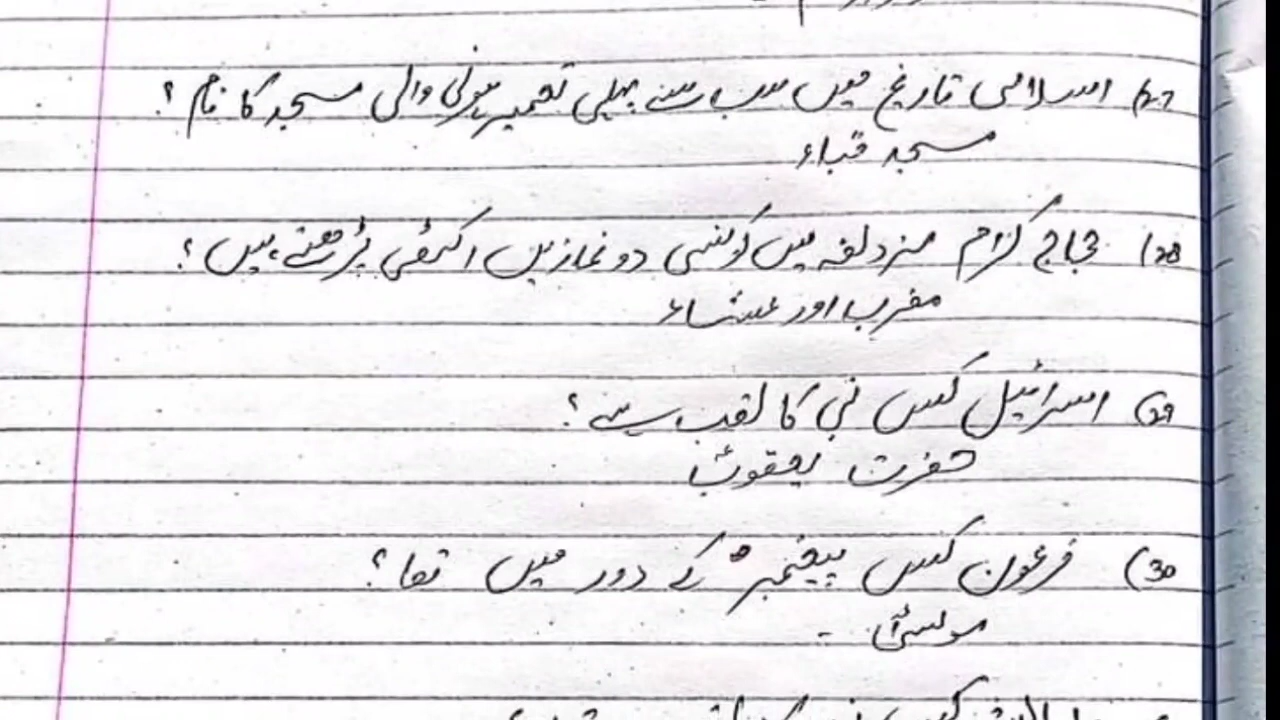 27) اسلامی تاریخ میں سب سے پہلی تعمیر ہونی والی مسجد کا نام ؟
مسجد قباء
28) حجاج کرام مزدلفہ میں کونسی دو نمازیں اکٹھی پڑھتے ہیں ؟
مغرب اور عشاء
29) اسرائیل کس نبی کا لقب ہے ؟
حضرت یعقوبؑ
30) فرعون کس پیغمبرؑ کے دور میں تھا ؟
موسیٰؑ ۔